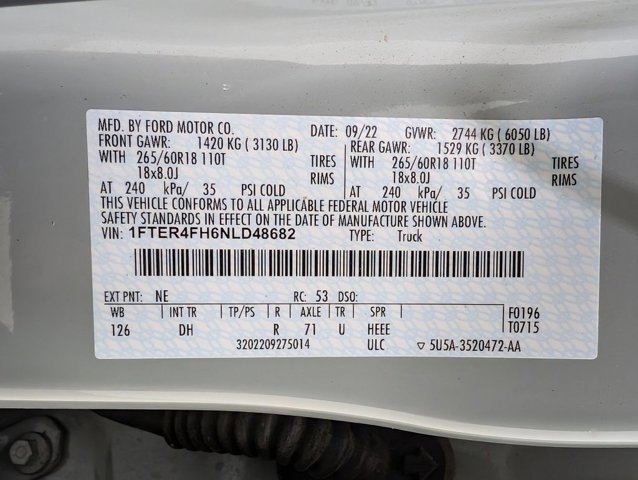 MFD. BY FORD MOTOR CO. DATE: 09/22 GVWR: 2744 KG ( 6050 LB)
FRONT GAWR: 1420 KG ( 3130 LB) REAR GAWR: 1529 KG ( 3370 LB)
WITH 265/60R18 110T TIRES WITH 265/60R18 110T TIRES
18x8.0J RIMS 18x8.0J RIMS
AT 240 kPa/ 35 PSI COLD AT 240 kPa/ 35 PSI COLD
THIS VEHICLE CONFORMS TO ALL APPLICABLE FEDERAL MOTOR VEHICLE
SAFETY STANDARDS IN EFFECT ON THE DATE OF MANUFACTURE SHOWN ABOVE.
VIN: 1FTER4FH6NLD48682 TYPE: Truck
EXT PNT: NE RC: 53 DSO:
WB INT TR TP/PS R AXLE TR SPR F0196
126 DH R 71 U HEEE T0715
3202209275014 ULC ▽ 5U5A-3520472-AA